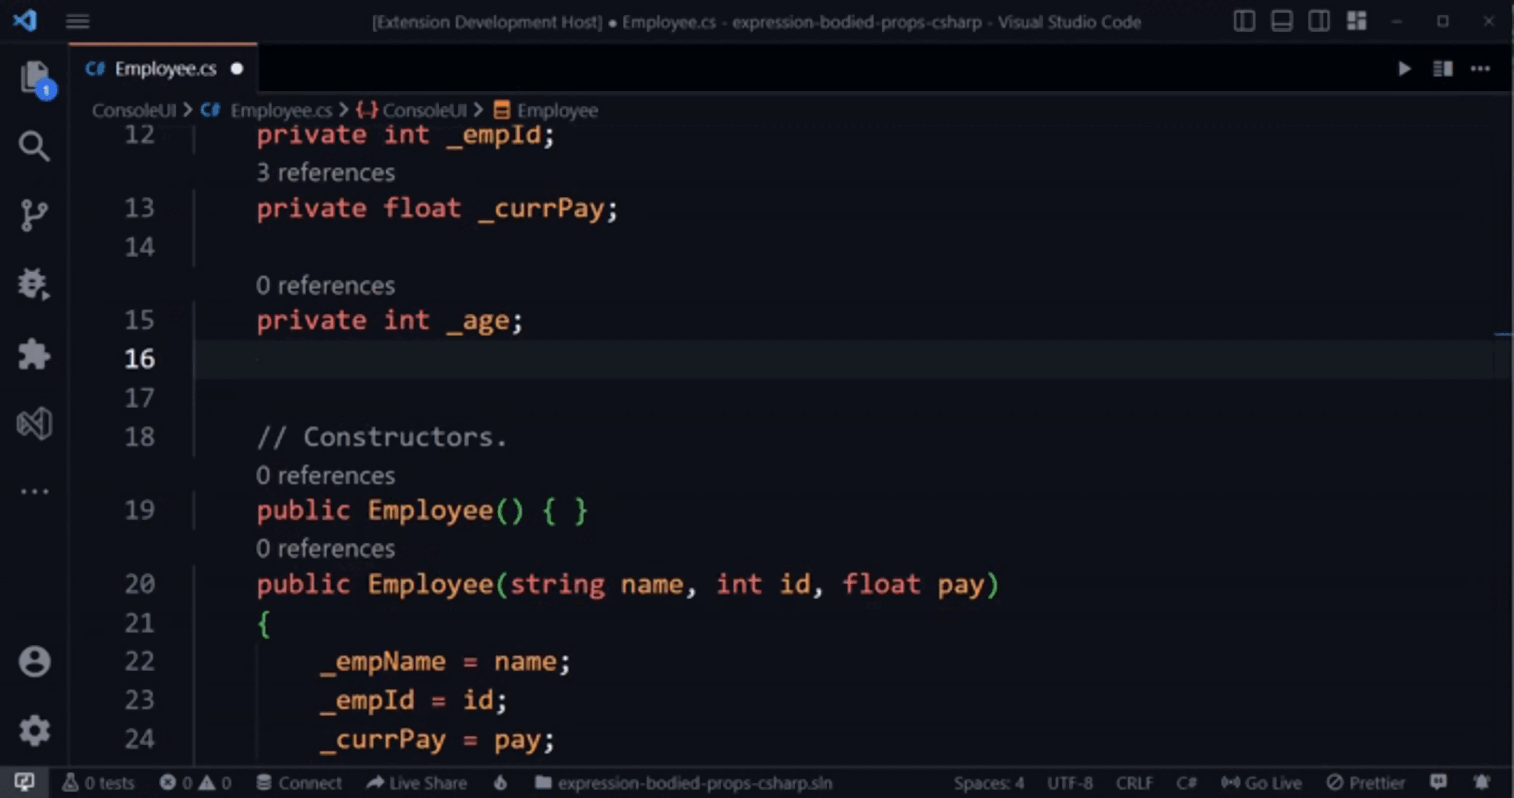 [Extension Development Host] ● Employee.cs - expression-bodied-props-csharp - Visual Studio Code
C# Employee.cs ●
1
ConsoleUI > C# Employee.cs > {} ConsoleUI > Employee
12 private int _empId;
3 references
13 private float _currPay;
14
0 references
15 private int _age;
16
17
18 // Constructors.
0 references
19 public Employee() { }
0 references
20 public Employee(string name, int id, float pay)
21 {
22 _empName = name;
23 _empId = id;
24 _currPay = pay;
0 tests 0 0 Connect Live Share expression-bodied-props-csharp.sln Spaces: 4 UTF-8 CRLF C# Go Live Prettier